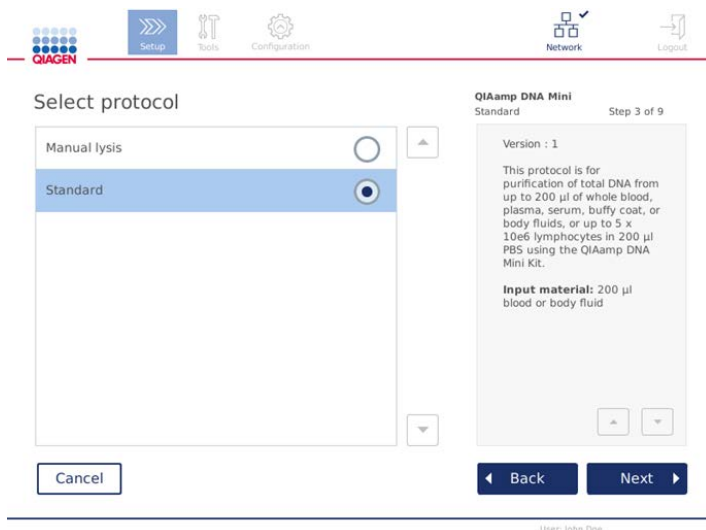 QIAGEN
Setup
Tools
Configuration
Network
Logout
Select protocol
Manual lysis
Standard
QIAamp DNA Mini
Standard Step 3 of 9
Version : 1
This protocol is for
purification of total DNA from
up to 200 µl of whole blood,
plasma, serum, buffy coat, or
body fluids, or up to 5 x
10e6 lymphocytes in 200 µl
PBS using the QIAamp DNA
Mini Kit.
Input material: 200 µl
blood or body fluid
Cancel
Back
Next
User: John Doe